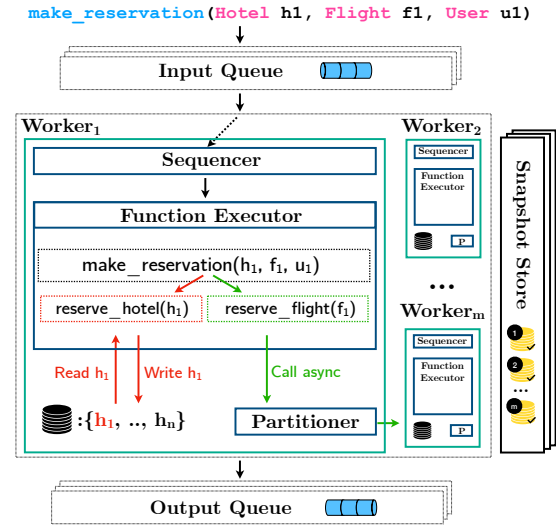 make_reservation(Hotel h1, Flight f1, User u1)
Input Queue
Worker1
Sequencer
Function Executor
make_reservation(h1, f1, u1)
reserve_hotel(h1)
reserve_flight(f1)
Read h1
Write h1
Call async
:{h1, .., hn}
Partitioner
Worker2
Sequencer
Function
Executor
P
...
Workerm
Sequencer
Function
Executor
P
Snapshot Store
1
2
...
m
Output Queue